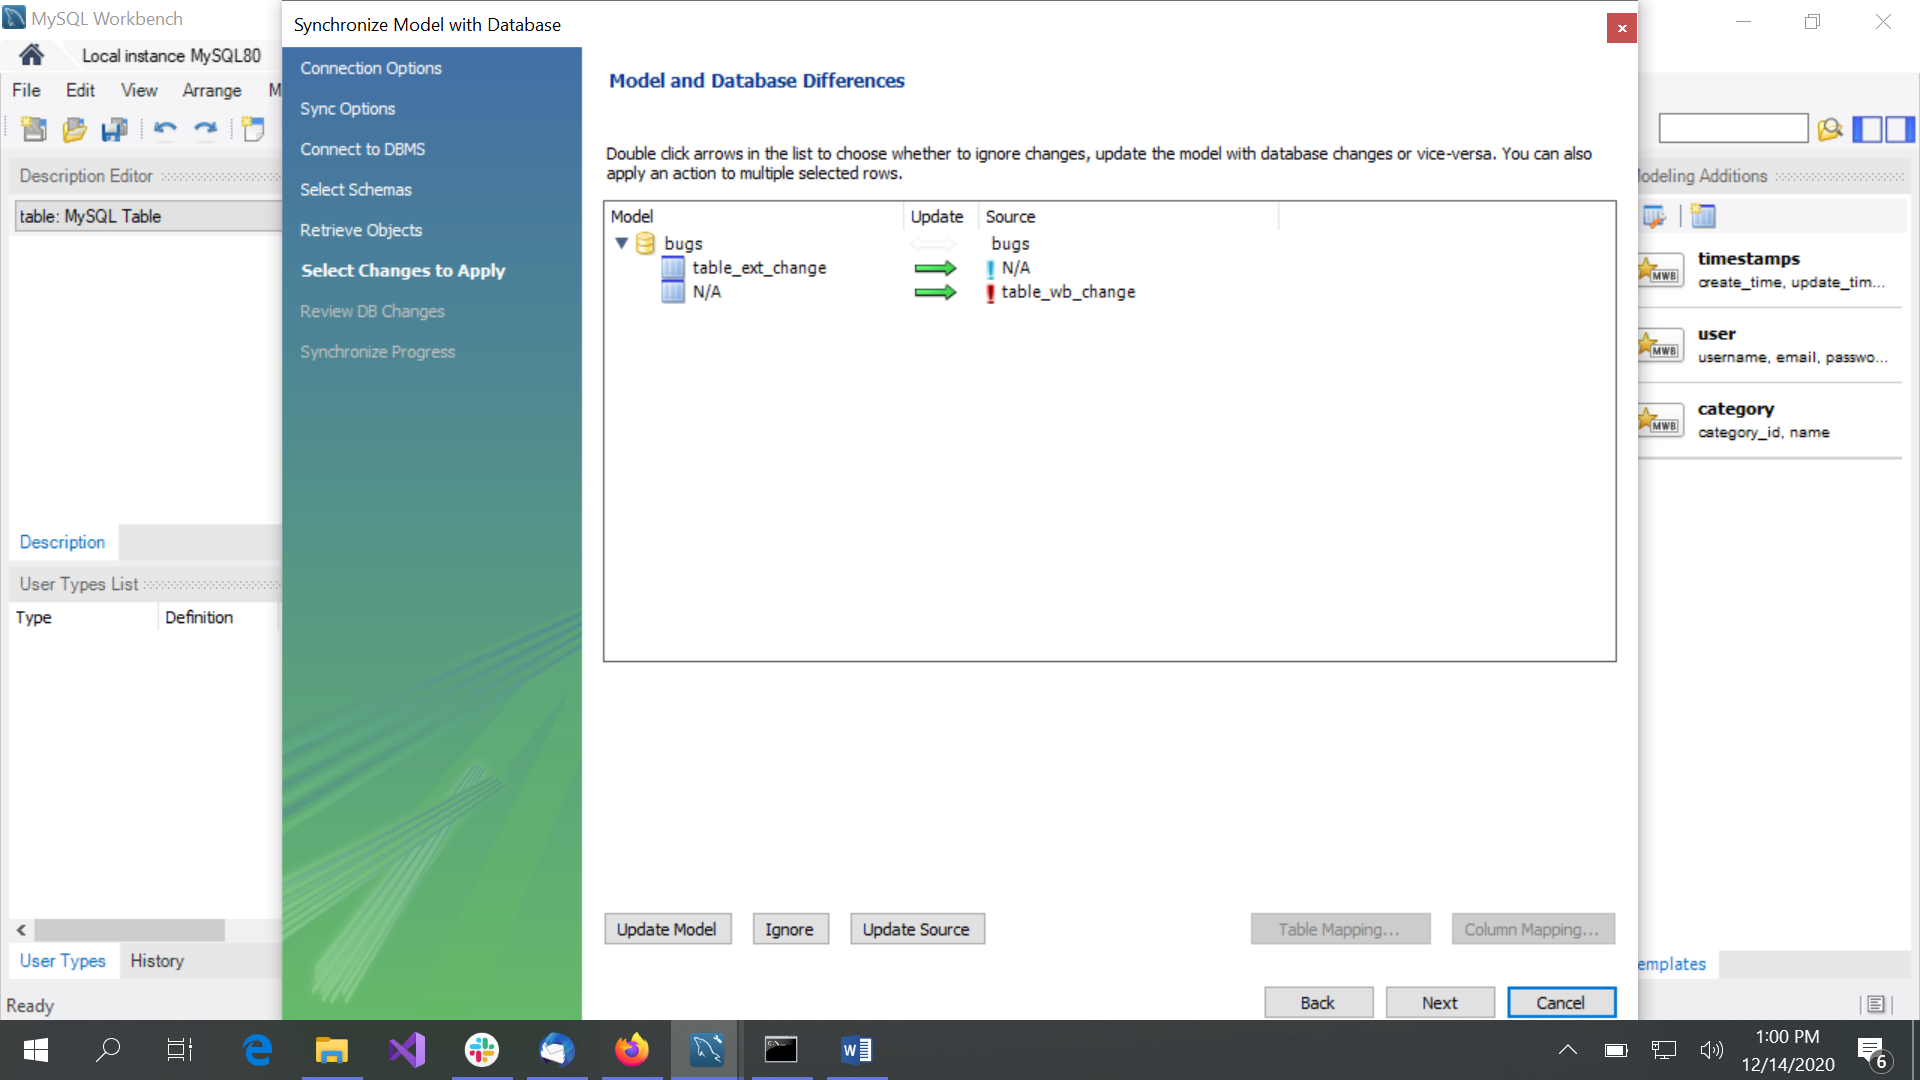 MySQL Workbench
Local instance MySQL80
File Edit View Arrange M
Description Editor
table: MySQL Table
Description
User Types List
Type Definition
User Types History
Ready
Synchronize Model with Database
Connection Options
Sync Options
Connect to DBMS
Select Schemas
Retrieve Objects
Select Changes to Apply
Review DB Changes
Synchronize Progress
Model and Database Differences
Double click arrows in the list to choose whether to ignore changes, update the model with database changes or vice-versa. You can also
apply an action to multiple selected rows.
Model Update Source
bugs bugs
table_ext_change N/A
N/A table_wb_change
Update Model Ignore Update Source Table Mapping... Column Mapping...
Back Next Cancel
odeling Additions
MWB timestamps
create_time, update_tim...
MWB user
username, email, passwo...
MWB category
category_id, name
emplates
1:00 PM
12/14/2020
6